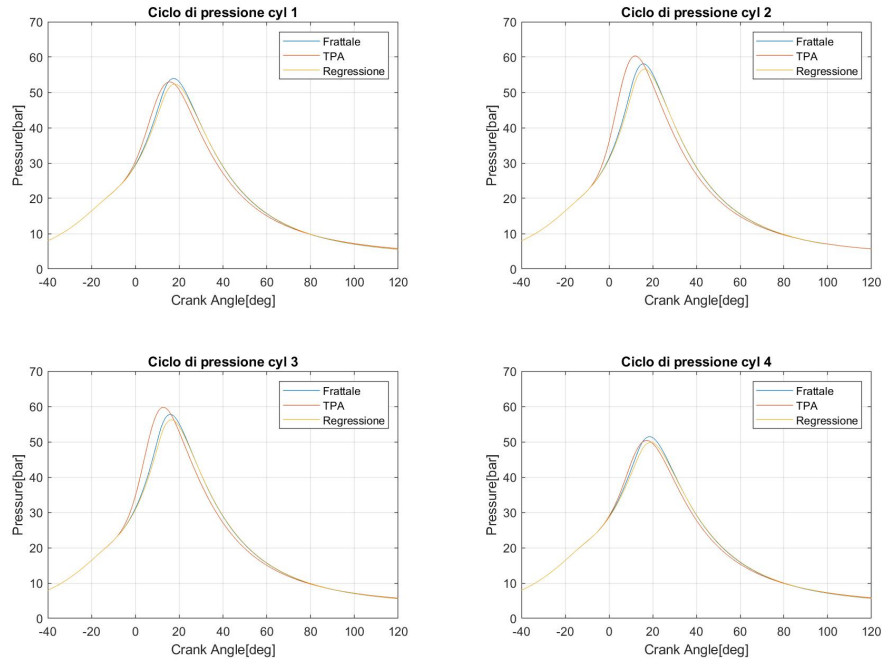 Ciclo di pressione cyl 1
70
60
50
40
30
20
10
0
Pressure[bar]
Frattale
TPA
Regressione
-40 -20 0 20 40 60 80 100 120
Crank Angle[deg]
Ciclo di pressione cyl 2
70
60
50
40
30
20
10
0
Pressure[bar]
Frattale
TPA
Regressione
-40 -20 0 20 40 60 80 100 120
Crank Angle[deg]
Ciclo di pressione cyl 3
70
60
50
40
30
20
10
0
Pressure[bar]
Frattale
TPA
Regressione
-40 -20 0 20 40 60 80 100 120
Crank Angle[deg]
Ciclo di pressione cyl 4
70
60
50
40
30
20
10
0
Pressure[bar]
Frattale
TPA
Regressione
-40 -20 0 20 40 60 80 100 120
Crank Angle[deg]